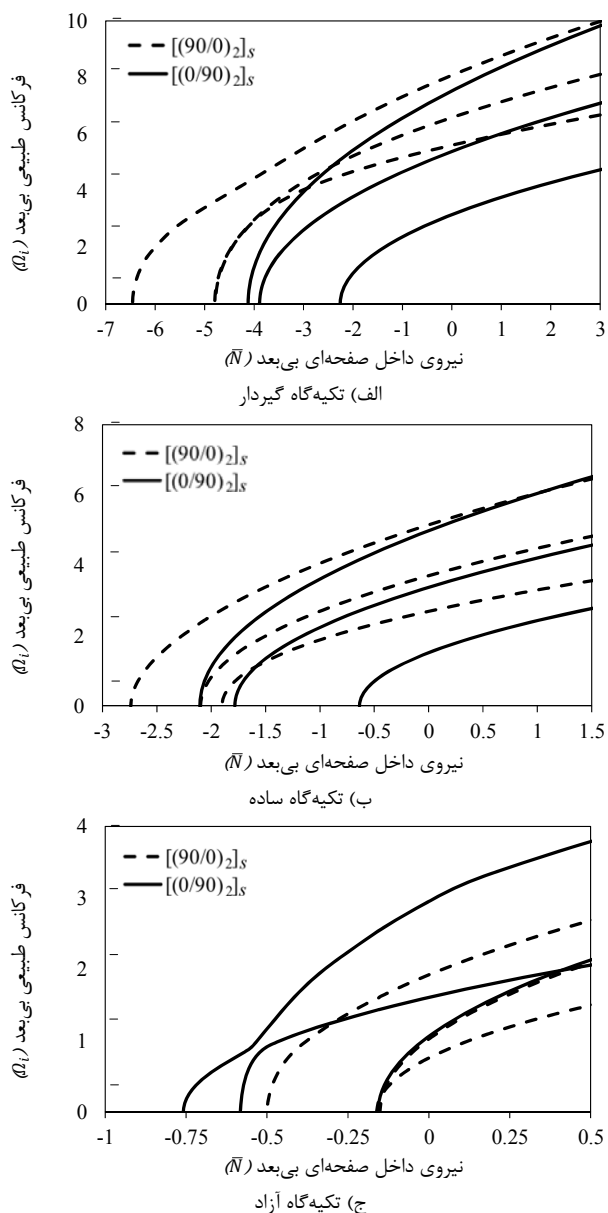 10
8
6
4
2
0
فرکانس طبیعی بی‌بعد (Ωi)
[(90/0)2]s
[(0/90)2]s
-7 -6 -5 -4 -3 -2 -1 0 1 2 3
نیروی داخل صفحه‌ای بی‌بعد (N̅)
الف) تکیه‌گاه گیردار
8
6
4
2
0
فرکانس طبیعی بی‌بعد (Ωi)
[(90/0)2]s
[(0/90)2]s
-3 -2.5 -2 -1.5 -1 -0.5 0 0.5 1 1.5
نیروی داخل صفحه‌ای بی‌بعد (N̅)
ب) تکیه‌گاه ساده
4
3
2
1
0
فرکانس طبیعی بی‌بعد (Ωi)
[(90/0)2]s
[(0/90)2]s
-1 -0.75 -0.5 -0.25 0 0.25 0.5
نیروی داخل صفحه‌ای بی‌بعد (N̅)
ج) تکیه‌گاه آزاد